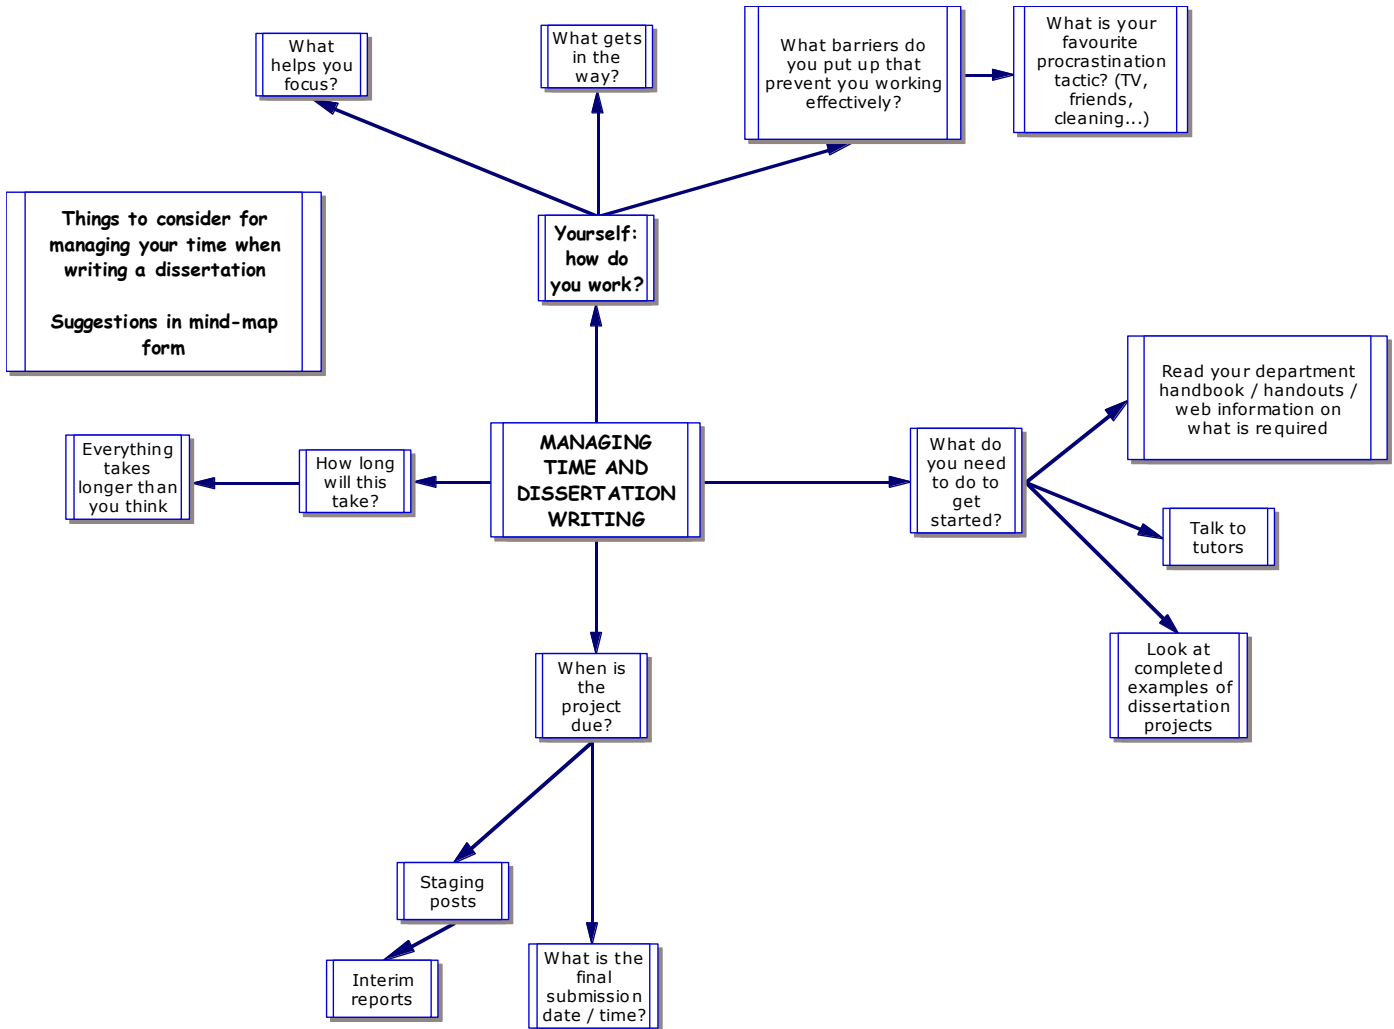 What
helps you
focus?
What gets
in the
way?
What barriers do
you put up that
prevent you working
effectively?
What is your
favourite
procrastination
tactic? (TV,
friends,
cleaning...)
Things to consider for
managing your time when
writing a dissertation
Suggestions in mind-map
form
Yourself:
how do
you work?
Read your department
handbook / handouts /
web information on
what is required
Everything
takes
longer than
you think
How long
will this
take?
MANAGING
TIME AND
DISSERTATION
WRITING
What do
you need
to do to
get
started?
Talk to
tutors
Look at
completed
examples of
dissertation
projects
When is
the
project
due?
Staging
posts
Interim
reports
What is the
final
submission
date / time?